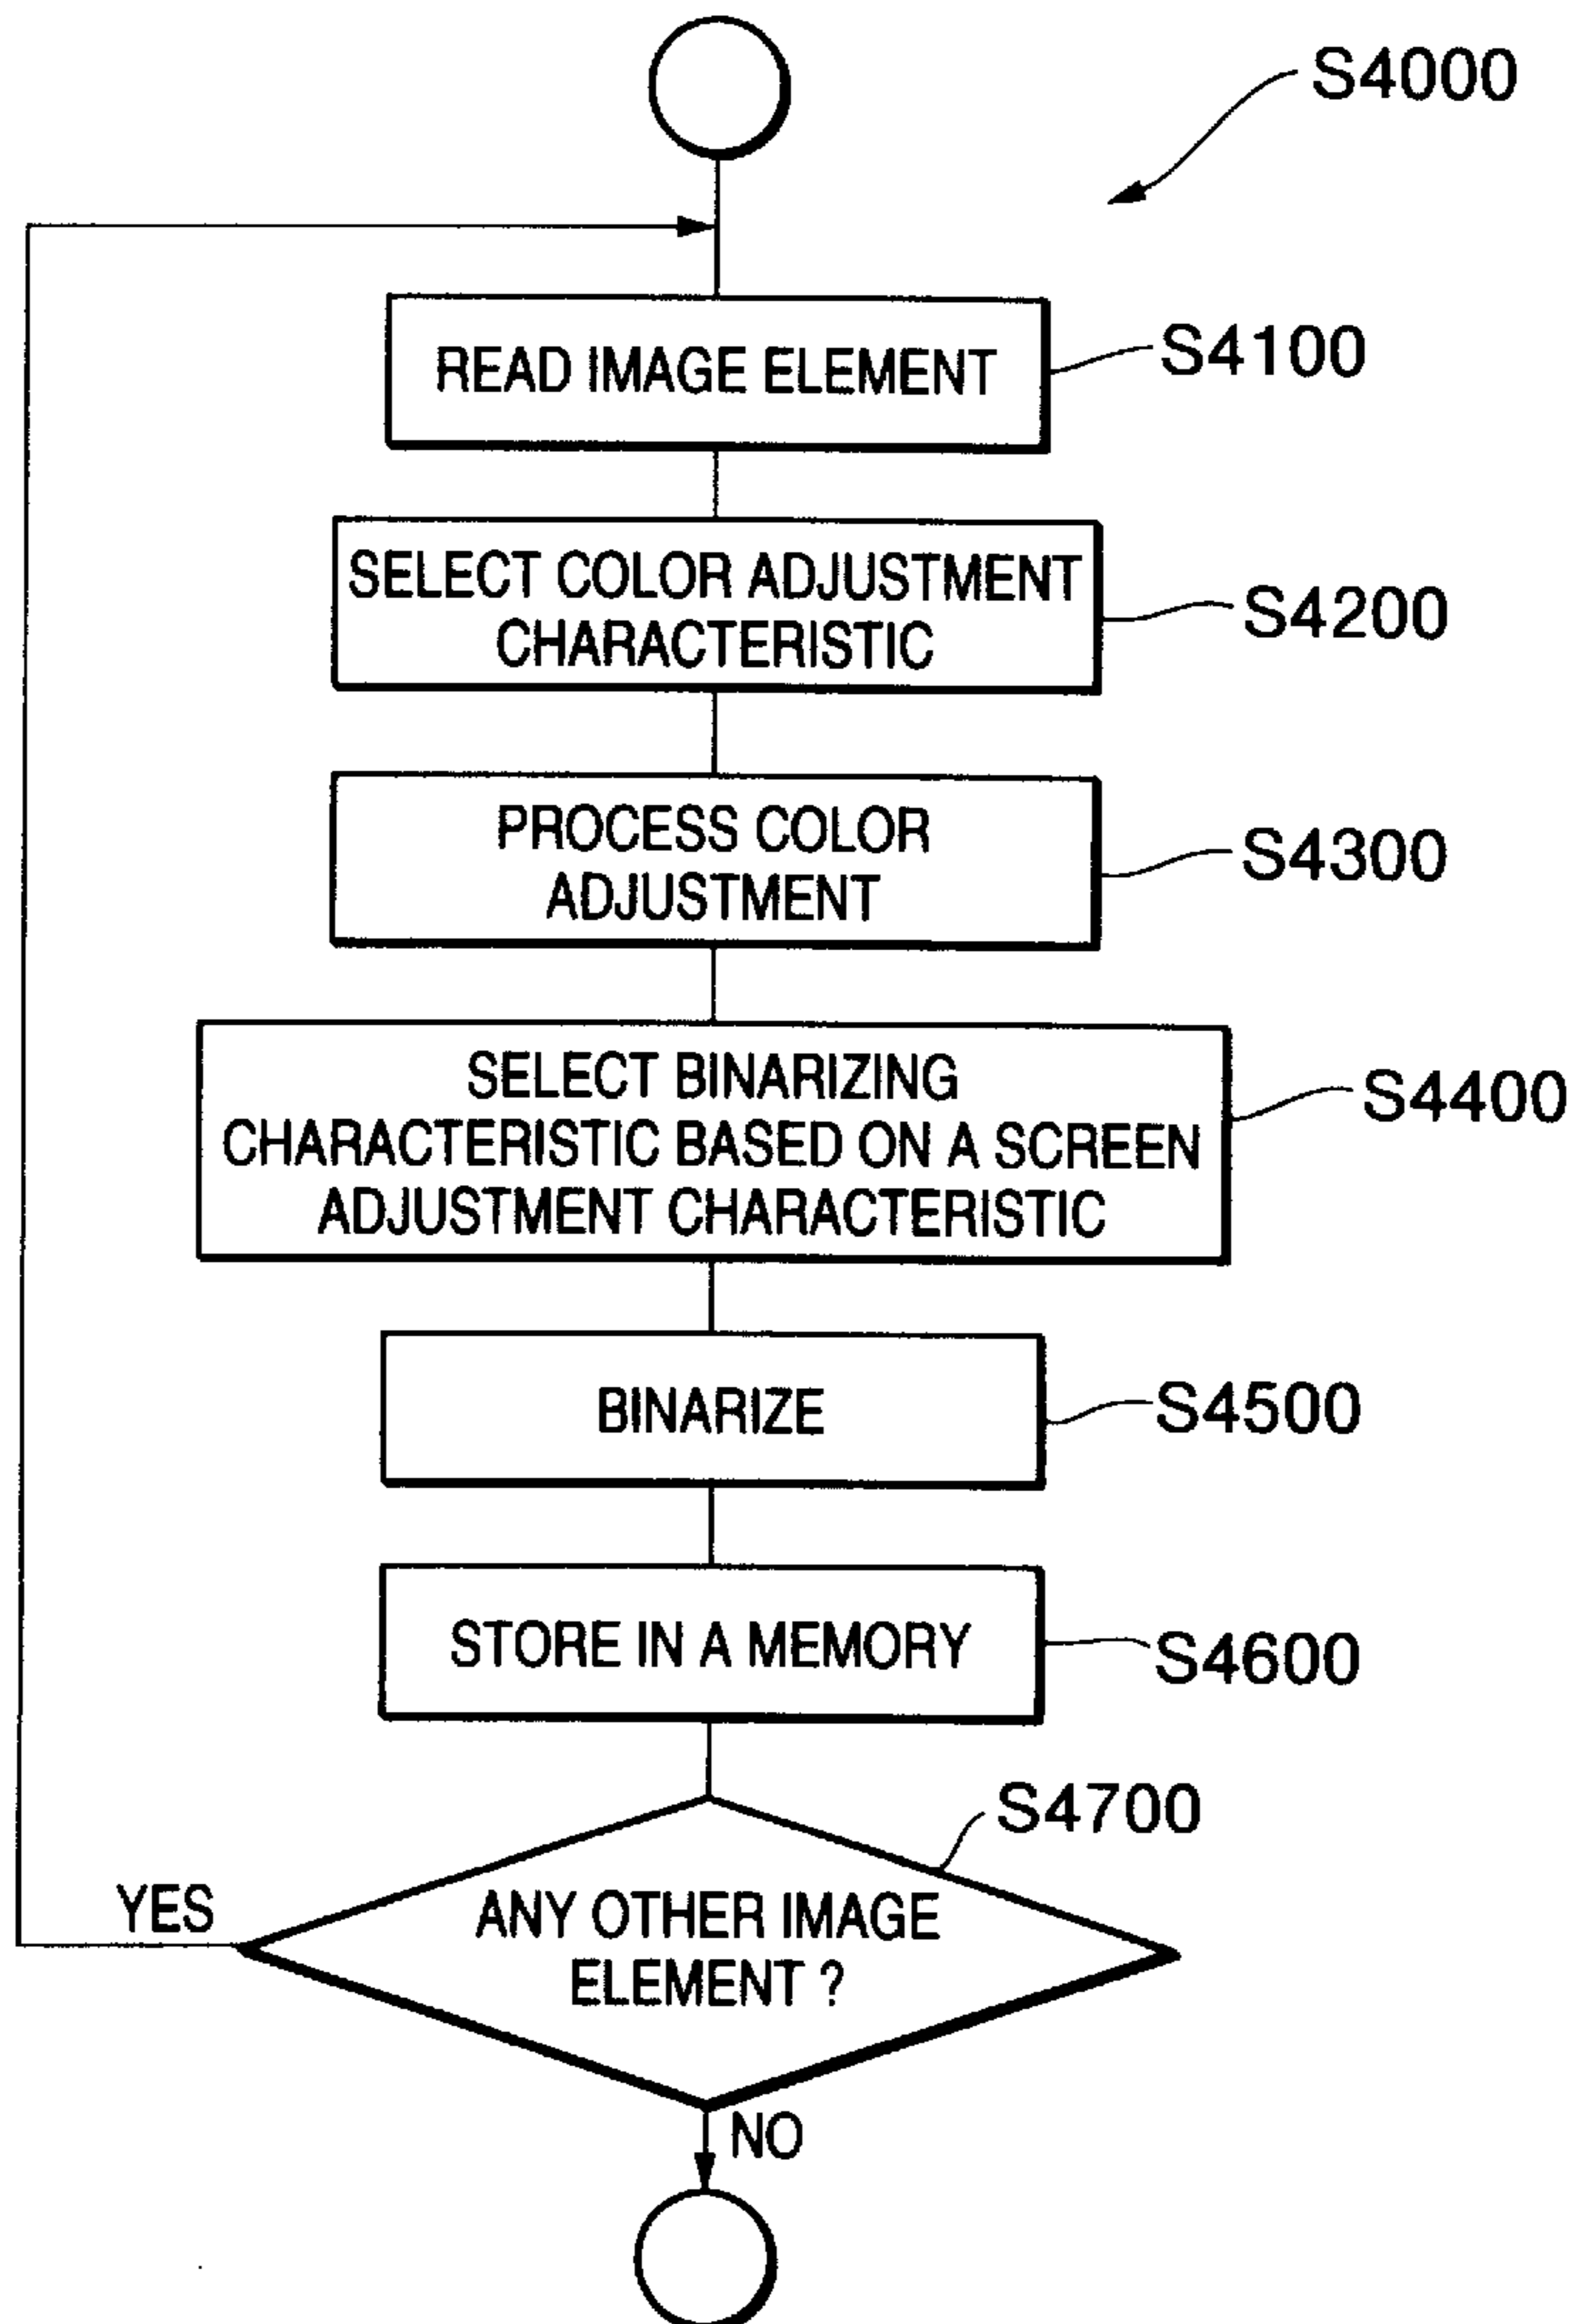 S4000
READ IMAGE ELEMENT
S4100
SELECT COLOR ADJUSTMENT
CHARACTERISTIC
S4200
PROCESS COLOR
ADJUSTMENT
S4300
SELECT BINARIZING
CHARACTERISTIC BASED ON A SCREEN
ADJUSTMENT CHARACTERISTIC
S4400
BINARIZE
S4500
STORE IN A MEMORY
S4600
S4700
YES
ANY OTHER IMAGE
ELEMENT ?
NO